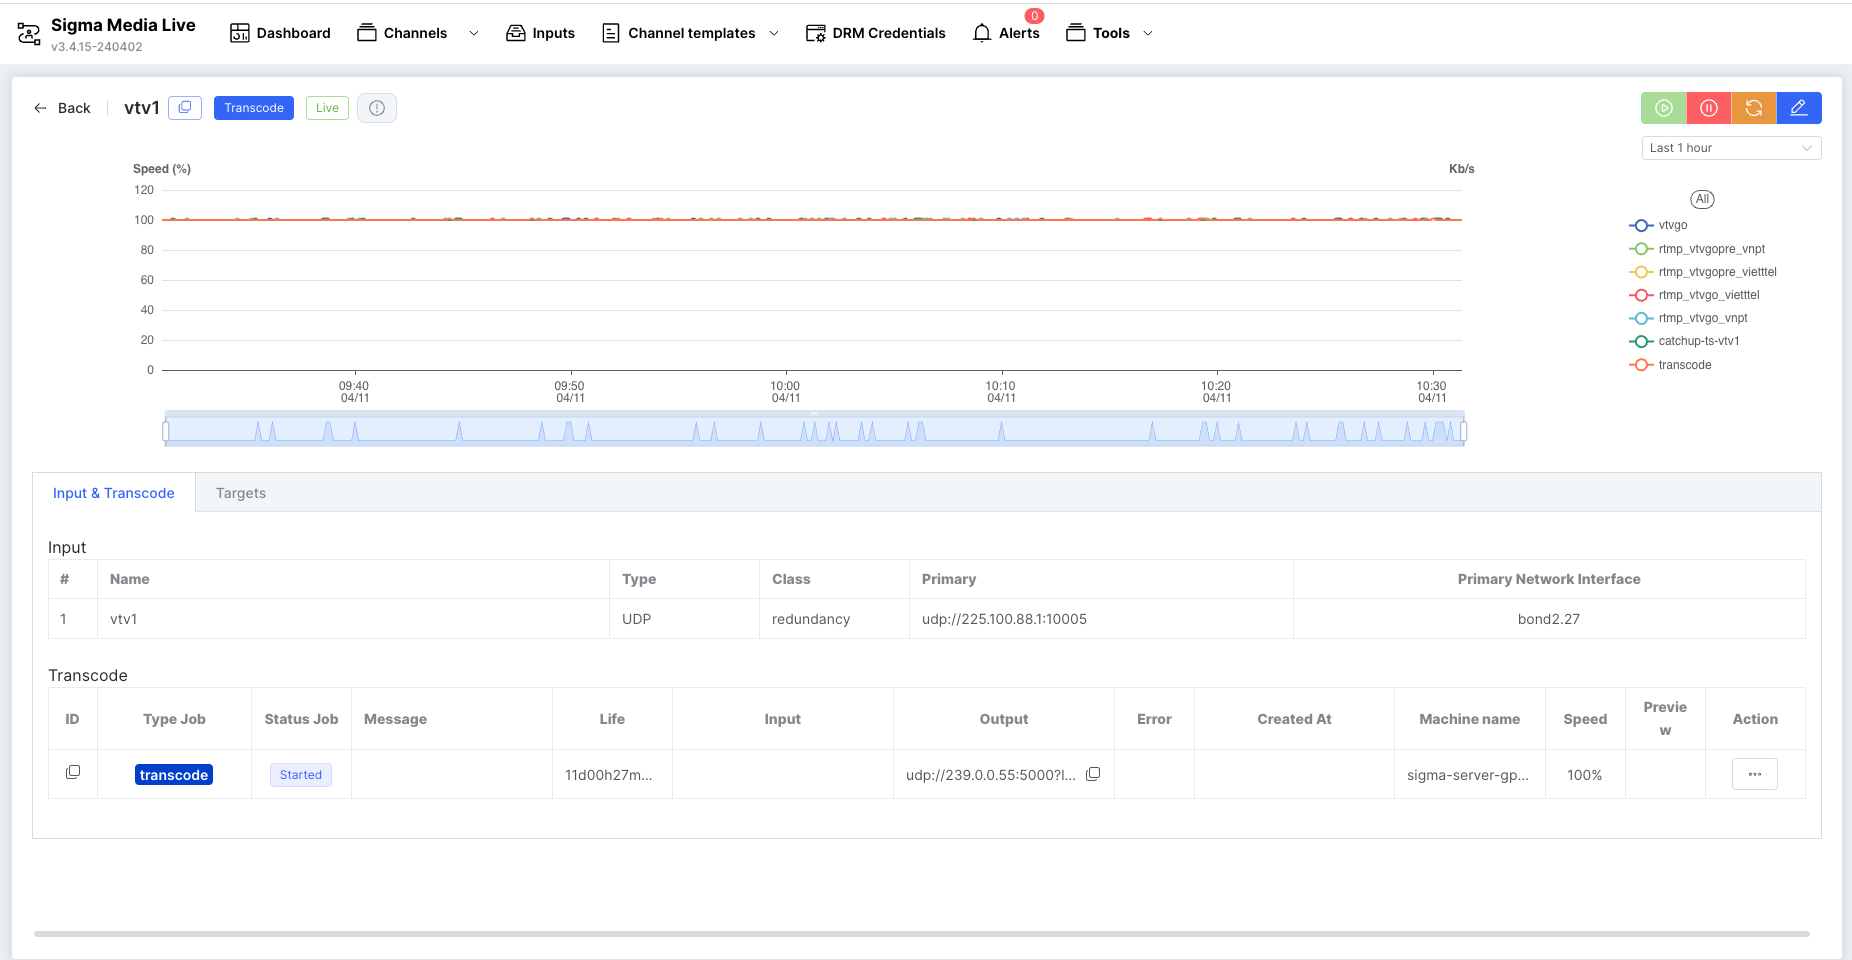 Sigma Media Live
v3.4.15-240402
Dashboard
Channels
Inputs
Channel templates
DRM Credentials
Alerts
0
Tools
Back
vtv1
Transcode
Live
Last 1 hour
Speed (%)
Kb/s
120
100
80
60
40
20
0
09:40
04/11
09:50
04/11
10:00
04/11
10:10
04/11
10:20
04/11
10:30
04/11
All
vtvgo
rtmp_vtvgopre_vnpt
rtmp_vtvgopre_vietttel
rtmp_vtvgo_vietttel
rtmp_vtvgo_vnpt
catchup-ts-vtv1
transcode
Input & Transcode
Targets
Input
# Name Type Class Primary Primary Network Interface
1 vtv1 UDP redundancy udp://225.100.88.1:10005 bond2.27
Transcode
ID Type Job Status Job Message Life Input Output Error Created At Machine name Speed Previe
w
Action
transcode Started 11d00h27m... udp://239.0.0.55:5000?l... sigma-server-gp... 100% ...